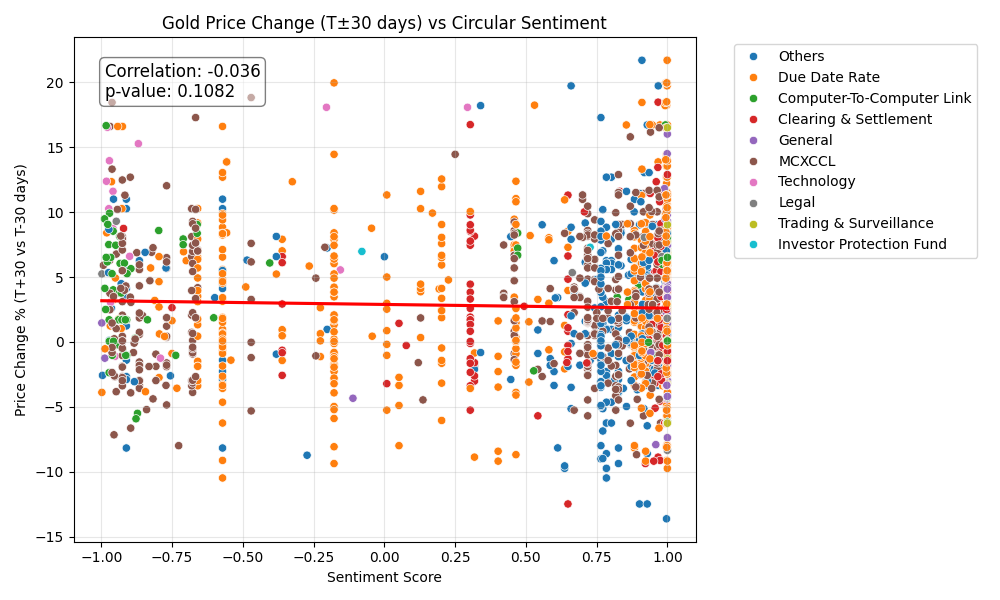 Gold Price Change (T±30 days) vs Circular Sentiment
Correlation: -0.036
p-value: 0.1082
Price Change % (T+30 vs T-30 days)
20
15
10
5
0
−5
−10
−15
−1.00
−0.75
−0.50
−0.25
0.00
0.25
0.50
0.75
1.00
Sentiment Score
Others
Due Date Rate
Computer-To-Computer Link
Clearing & Settlement
General
MCXCCL
Technology
Legal
Trading & Surveillance
Investor Protection Fund